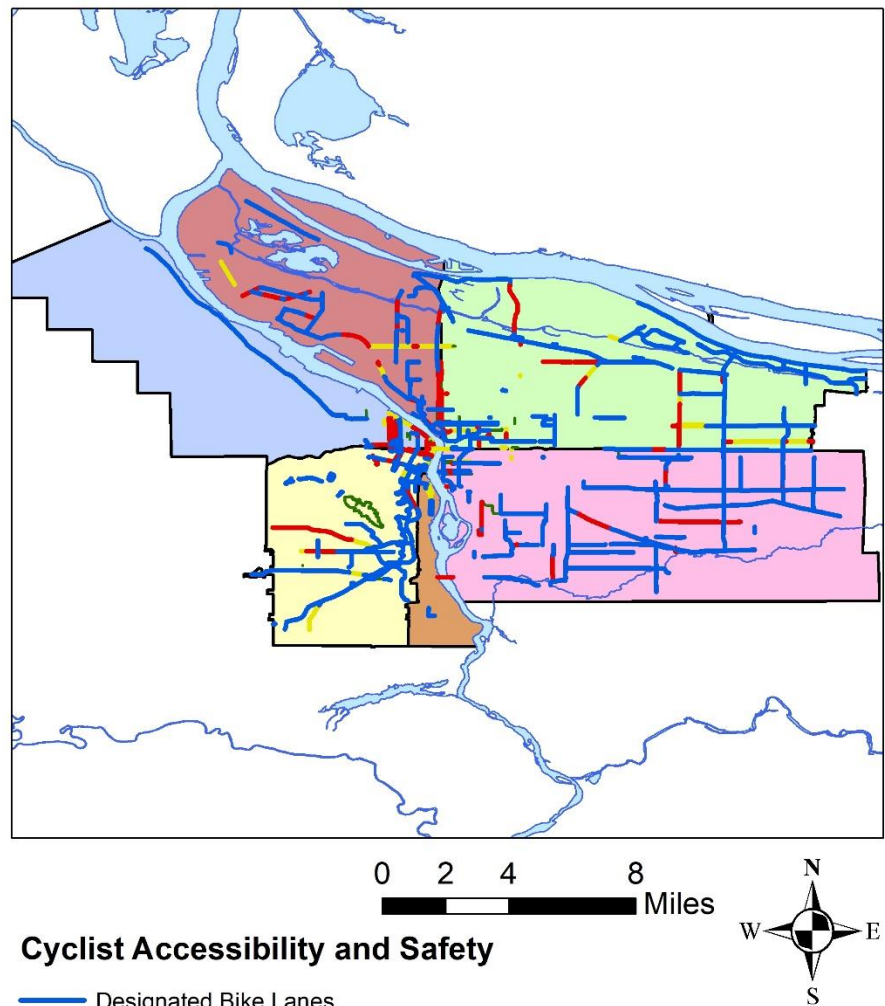 0 2 4 8
Miles
N
W E
S
Cyclist Accessibility and Safety
Designated Bike Lanes